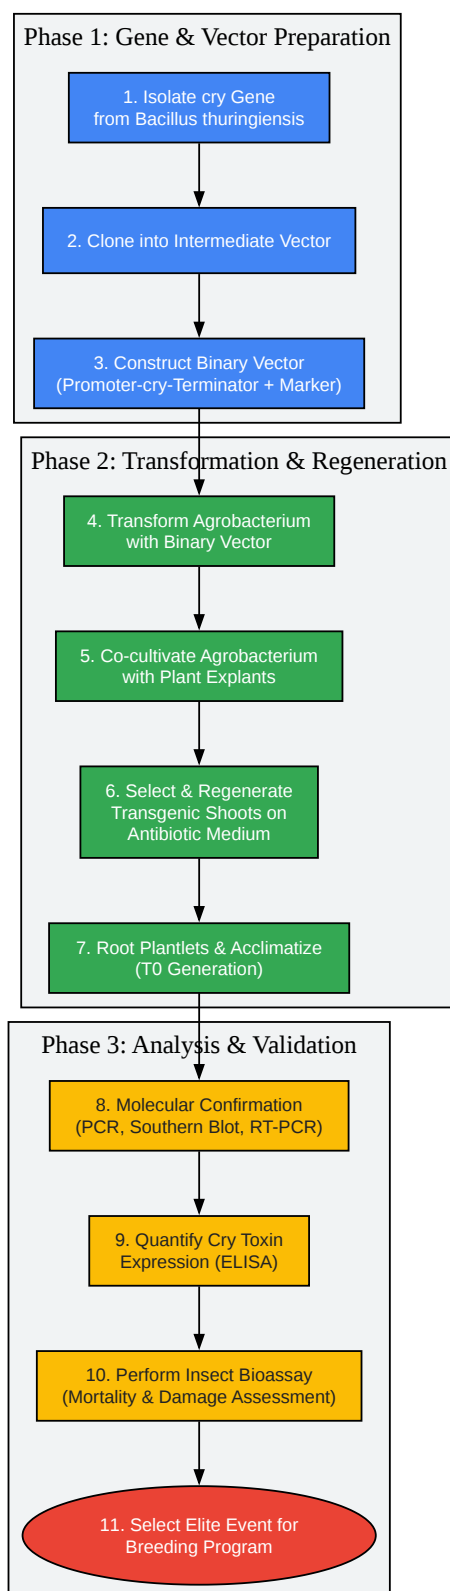 Phase 1: Gene & Vector Preparation
1. Isolate cry Gene
from Bacillus thuringiensis
2. Clone into Intermediate Vector
3. Construct Binary Vector
(Promoter-cry-Terminator + Marker)
Phase 2: Transformation & Regeneration
4. Transform Agrobacterium
with Binary Vector
5. Co-cultivate Agrobacterium
with Plant Explants
6. Select & Regenerate
Transgenic Shoots on
Antibiotic Medium
7. Root Plantlets & Acclimatize
(T0 Generation)
Phase 3: Analysis & Validation
8. Molecular Confirmation
(PCR, Southern Blot, RT-PCR)
9. Quantify Cry Toxin
Expression (ELISA)
10. Perform Insect Bioassay
(Mortality & Damage Assessment)
11. Select Elite Event for
Breeding Program